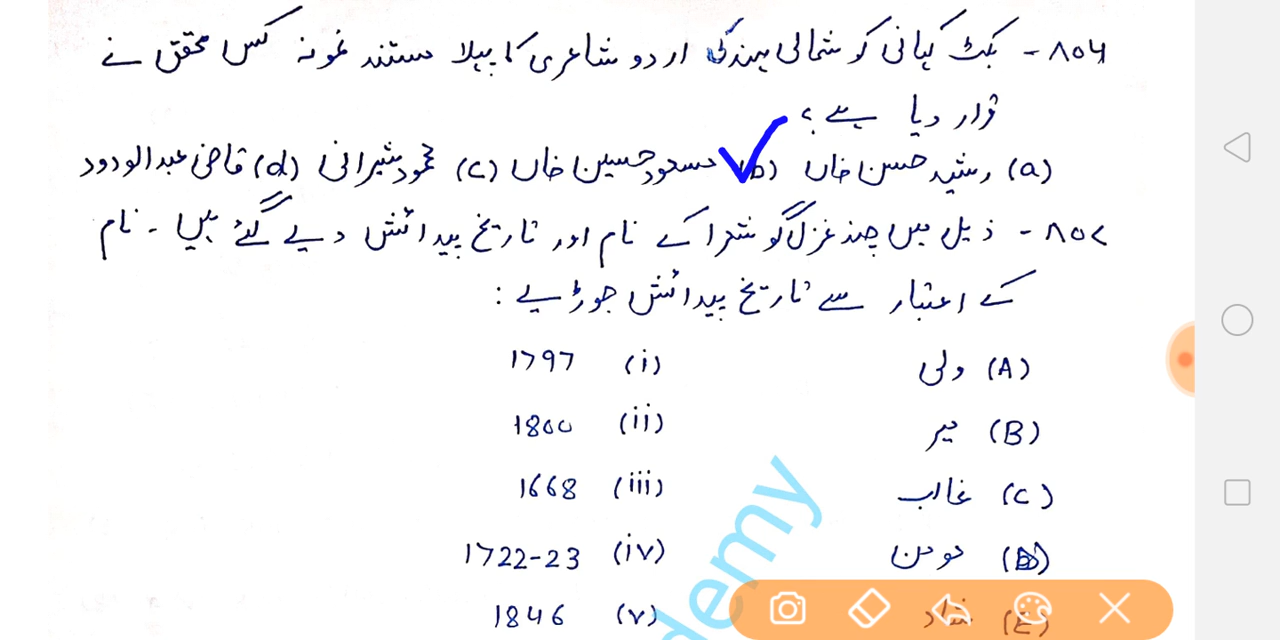 ۸۵۶- بکٹ کہانی کو شمالی ہند کی اردو شاعری کا پہلا مستند نمونہ کس محقق نے
قرار دیا ہے؟
(a) رشید حسن خاں (b) مسعود حسین خاں (c) محمود شیرانی (d) قاضی عبدالودود
۸۵۷- ذیل میں چند غزل گو شعرا کے نام اور تاریخ پیدائش دیے گئے ہیں۔ نام
کے اعتبار سے تاریخ پیدائش جوڑیے:
(A) ولی (i) 1797
(B) میر (ii) 1800
(C) غالب (iii) 1668
(D) مومن (iv) 1722-23
(E) شاد (v) 1846
demy